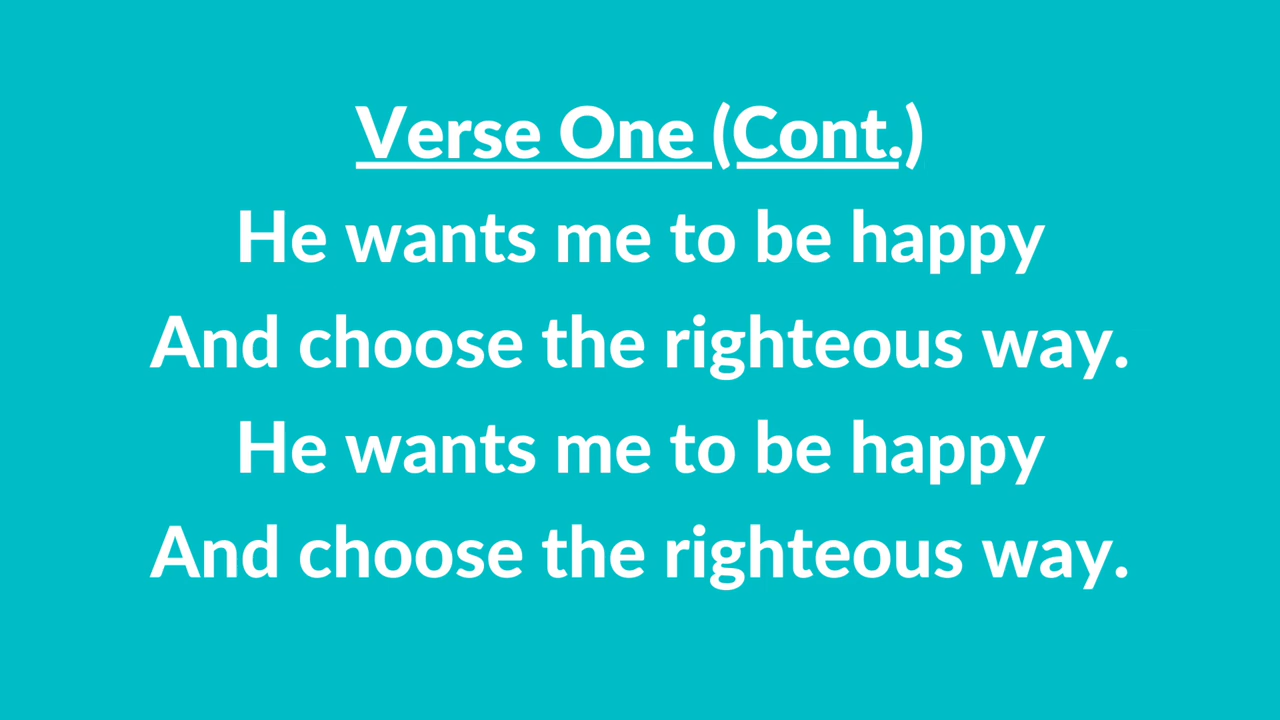 Verse One (Cont.)
He wants me to be happy
And choose the righteous way.
He wants me to be happy
And choose the righteous way.